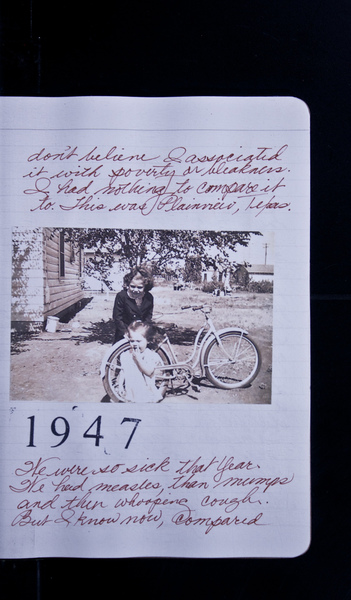 don't believe I associated
it with poverty or bleakness.
I had nothing to compare it
to. This was Plainview, Texas.
1947
We were so sick that year.
We had measles, then mumps
and then whooping cough.
But I know now, compared